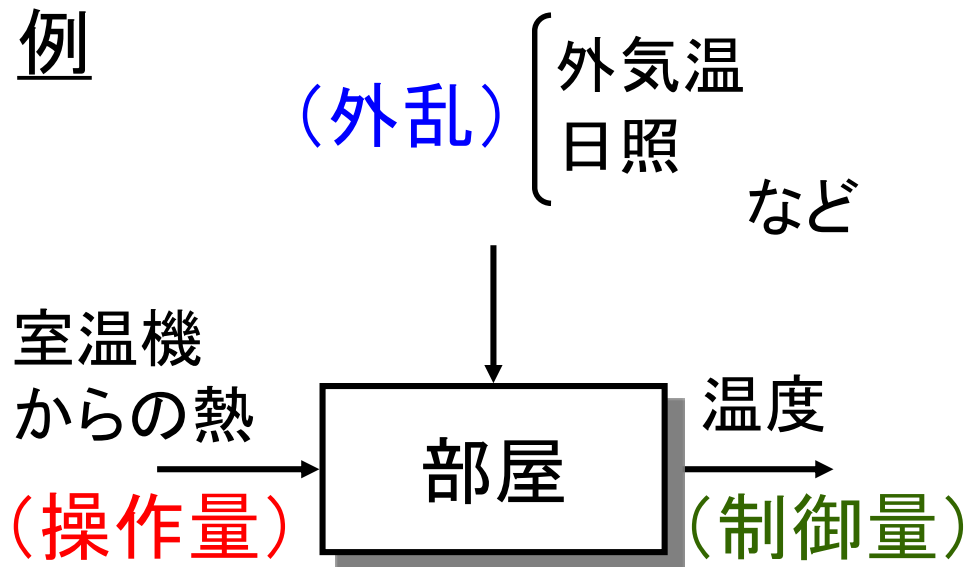 例
(外乱)
外気温
日照
など
室温機
からの熱
(操作量)
部屋
温度
(制御量)